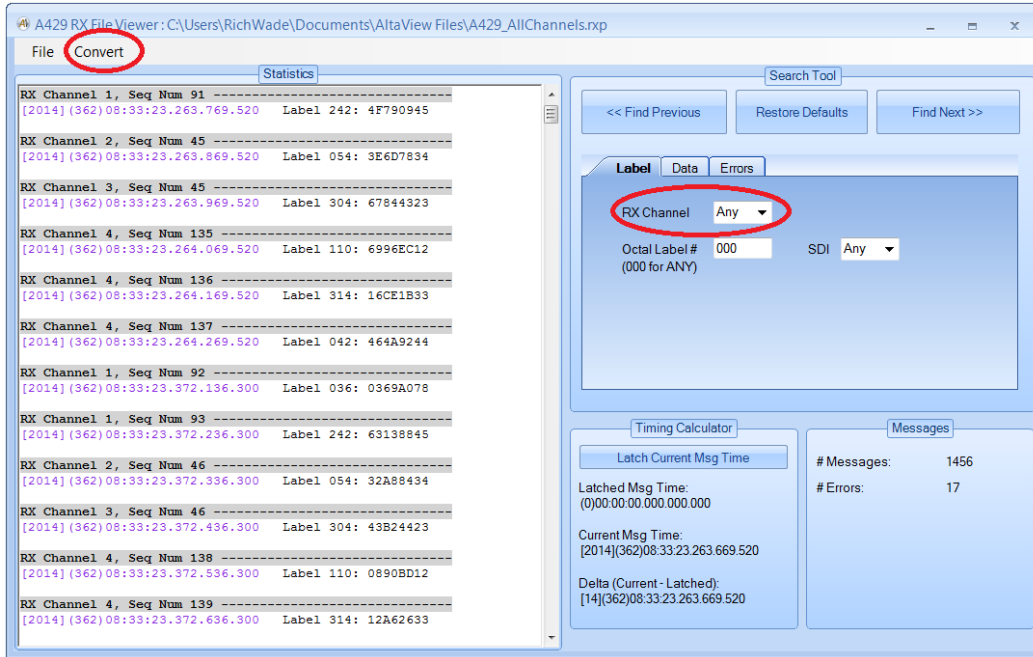 A429 RX File Viewer : C:\Users\RichWade\Documents\AltaView Files\A429_AllChannels.rxp
File Convert
Statistics
RX Channel 1, Seq Num 91 -------------------------------
[2014](362)08:33:23.263.769.520 Label 242: 4F790945
RX Channel 2, Seq Num 45 -------------------------------
[2014](362)08:33:23.263.869.520 Label 054: 3E6D7834
RX Channel 3, Seq Num 45 -------------------------------
[2014](362)08:33:23.263.969.520 Label 304: 67844323
RX Channel 4, Seq Num 135 ------------------------------
[2014](362)08:33:23.264.069.520 Label 110: 6996EC12
RX Channel 4, Seq Num 136 ------------------------------
[2014](362)08:33:23.264.169.520 Label 314: 16CE1B33
RX Channel 4, Seq Num 137 ------------------------------
[2014](362)08:33:23.264.269.520 Label 042: 464A9244
RX Channel 1, Seq Num 92 -------------------------------
[2014](362)08:33:23.372.136.300 Label 036: 0369A078
RX Channel 1, Seq Num 93 -------------------------------
[2014](362)08:33:23.372.236.300 Label 242: 63138845
RX Channel 2, Seq Num 46 -------------------------------
[2014](362)08:33:23.372.336.300 Label 054: 32A88434
RX Channel 3, Seq Num 46 -------------------------------
[2014](362)08:33:23.372.436.300 Label 304: 43B24423
RX Channel 4, Seq Num 138 ------------------------------
[2014](362)08:33:23.372.536.300 Label 110: 0890BD12
RX Channel 4, Seq Num 139 ------------------------------
[2014](362)08:33:23.372.636.300 Label 314: 12A62633
Search Tool
<< Find Previous Restore Defaults Find Next >>
Label Data Errors
RX Channel Any
Octal Label # 000 SDI Any
(000 for ANY)
Timing Calculator
Latch Current Msg Time
Latched Msg Time:
(0)00:00:00.000.000.000
Current Msg Time:
[2014](362)08:33:23.263.669.520
Delta (Current - Latched):
[14](362)08:33:23.263.669.520
Messages
# Messages: 1456
# Errors: 17